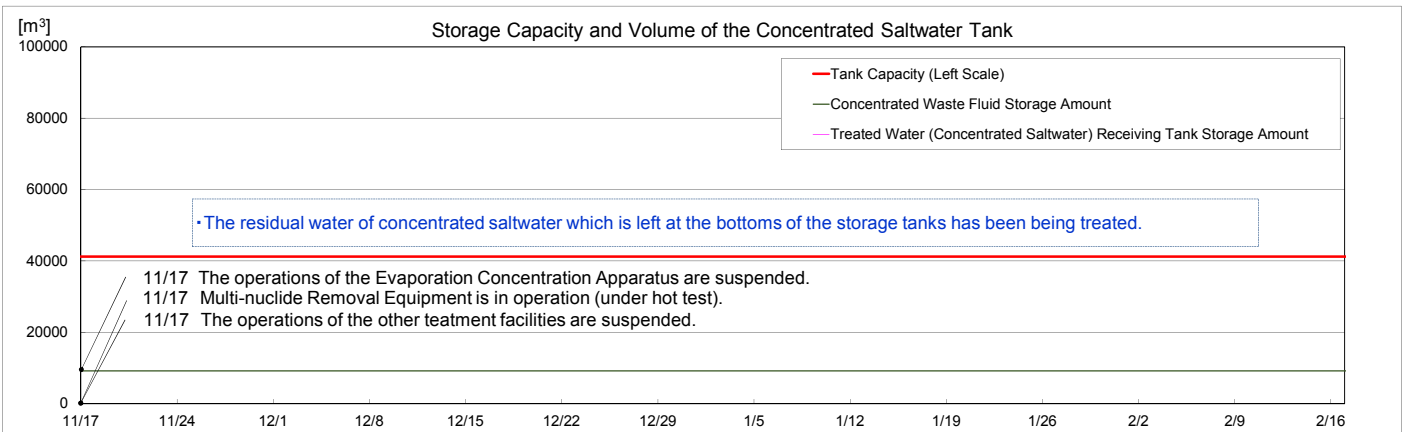 [m³]
Storage Capacity and Volume of the Concentrated Saltwater Tank
100000
80000
60000
40000
20000
0
Tank Capacity (Left Scale)
Concentrated Waste Fluid Storage Amount
Treated Water (Concentrated Saltwater) Receiving Tank Storage Amount
・The residual water of concentrated saltwater which is left at the bottoms of the storage tanks has been being treated.
11/17 The operations of the Evaporation Concentration Apparatus are suspended.
11/17 Multi-nuclide Removal Equipment is in operation (under hot test).
11/17 The operations of the other teatment facilities are suspended.
11/17 11/24 12/1 12/8 12/15 12/22 12/29 1/5 1/12 1/19 1/26 2/2 2/9 2/16